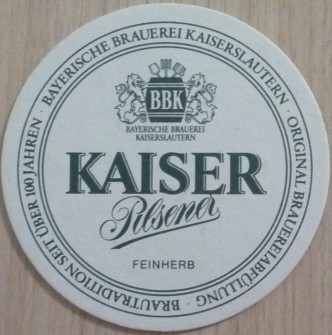 BAYERISCHE BRAUEREI KAISERSLAUTERN · ORIGINAL BRAUEREIABFÜLLUNG · BRAUTRADITION SEIT ÜBER 100 JAHREN ·
BBK
BAYERISCHE BRAUEREI
KAISERSLAUTERN
KAISER
Pilsener
FEINHERB